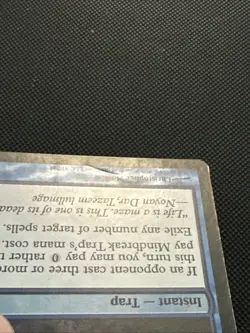 Instant — Trap
If an opponent cast three or more
this turn, you may pay 0 rather
pay Mindbreak Trap's mana cost.
Exile any number of target spells.
"Life is a maze. This is one of its dead
—Noyan Dar, Tazeem lullmage